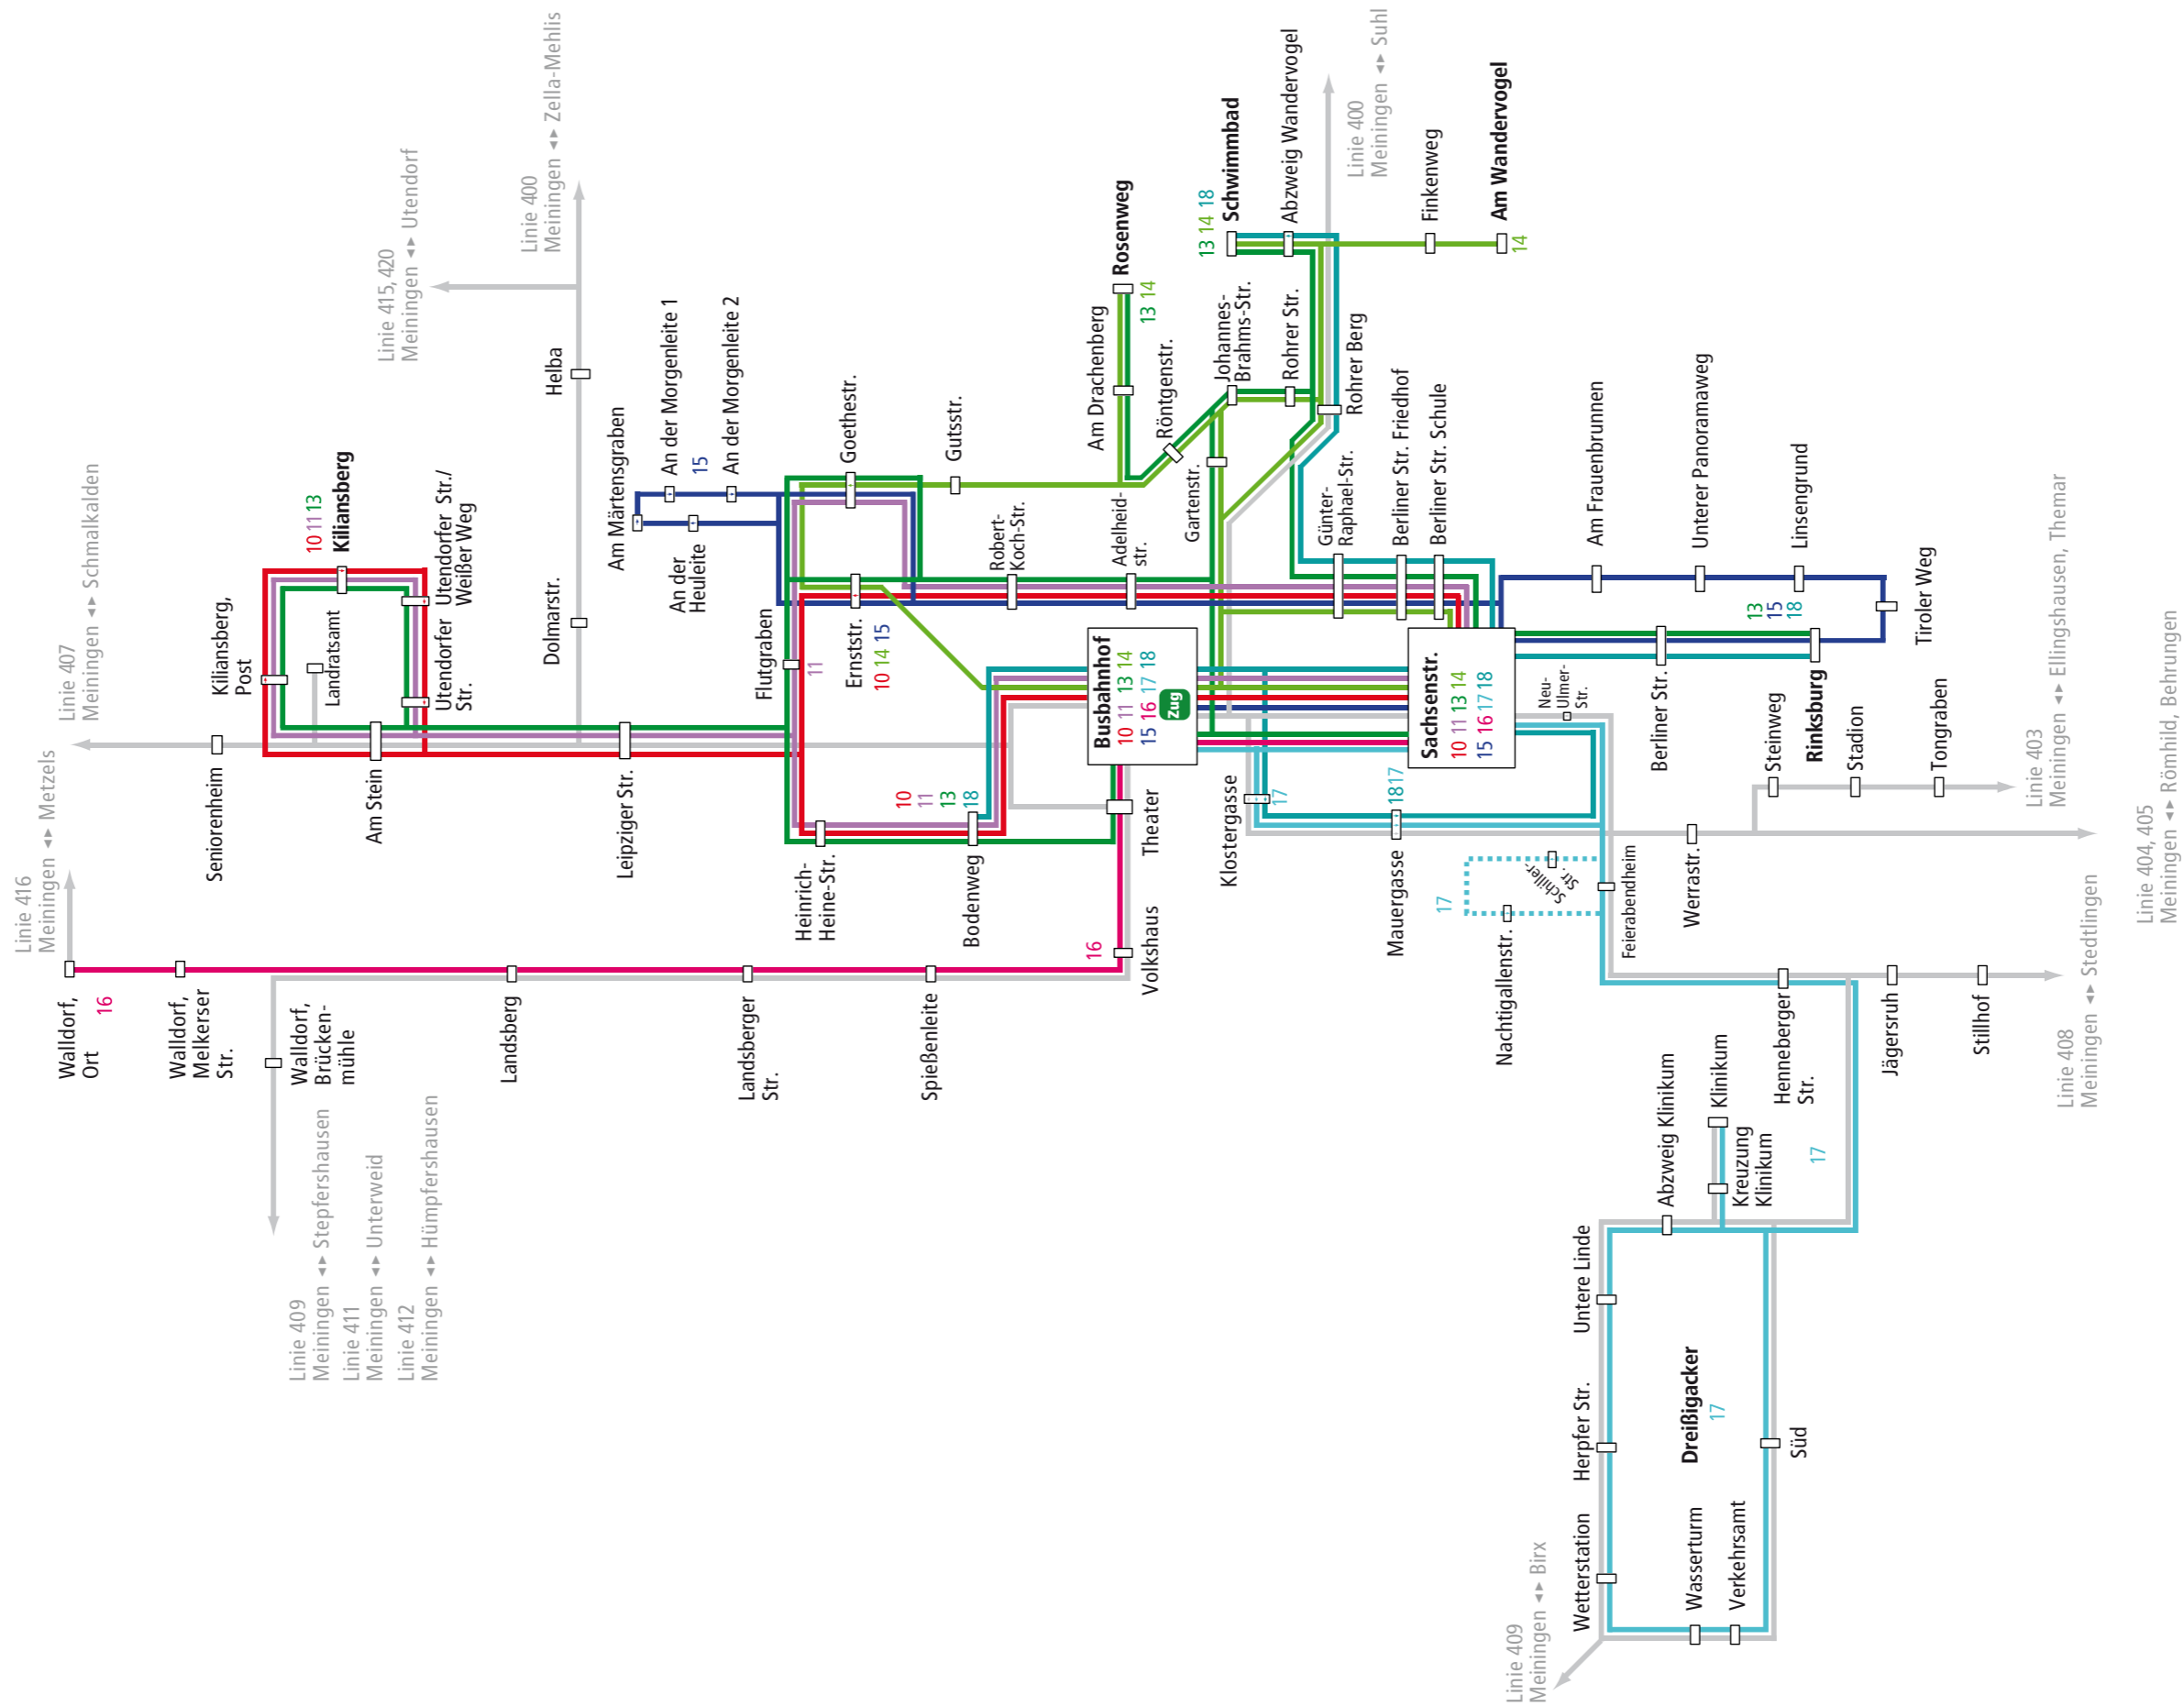 Linie 416
Meiningen ◂▸ Metzels
Linie 407
Meiningen ◂▸ Schmalkalden
Linie 415, 420
Meiningen ◂▸ Utendorf
Linie 400
Meiningen ◂▸ Zella-Mehlis
Walldorf,
Ort
16
Walldorf,
Melkerser
Str.
Walldorf,
Brücken-
mühle
Linie 409
Meiningen ◂▸ Stepfershausen
Linie 411
Meiningen ◂▸ Unterweid
Linie 412
Meiningen ◂▸ Hümpfershausen
Landsberg
Landsberger
Str.
Spießenleite
16
Volkshaus
Theater
Seniorenheim
Kiliansberg,
Post
10 11 13
Kiliansberg
Landratsamt
Am Stein
Utendorfer
Str.
Utendorfer Str./
Weißer Weg
Leipziger Str.
Dolmarstr.
Helba
Am Märtensgraben
An der Morgenleite 1
15
An der Morgenleite 2
An der
Heuleite
Flutgraben
11
Goethestr.
Ernststr.
10 14 15
Gutsstr.
Heinrich-
Heine-Str.
10
11
13
18
Bodenweg
Robert-
Koch-Str.
Adelheid-
str.
Am Drachenberg
Rosenweg
13 14
Röntgenstr.
Gartenstr.
Johannes-
Brahms-Str.
Rohrer Str.
13 14 18
Schwimmbad
Abzweig Wandervogel
Linie 400
Meiningen ◂▸ Suhl
Rohrer Berg
Finkenweg
Am Wandervogel
14
Busbahnhof
10 11 13 14
15 16 17 18
Zug
Klostergasse
17
Mauergasse
18 17
Sachsenstr.
10 11 13 14
15 16 17 18
Günter-
Raphael-Str.
Berliner Str. Friedhof
Berliner Str. Schule
Am Frauenbrunnen
Unterer Panoramaweg
Linsengrund
Tiroler Weg
Berliner Str.
13
15
18
Rinksburg
Neu-
Ulmer-
Str.
Steinweg
Stadion
Tongraben
Linie 403
Meiningen ◂▸ Ellingshausen, Themar
Werrastr.
Linie 404, 405
Meiningen ◂▸ Römhild, Behrungen
17
Schiller-
Str.
Nachtigallenstr.
Feierabendheim
Henneberger
Str.
Jägersruh
Stillhof
Linie 408
Meiningen ◂▸ Stedtlingen
17
Abzweig Klinikum
Klinikum
Kreuzung
Klinikum
Untere Linde
Herpfer Str.
Wetterstation
Dreißigacker
17
Süd
Wasserturm
Verkehrsamt
Linie 409
Meiningen ◂▸ Birx